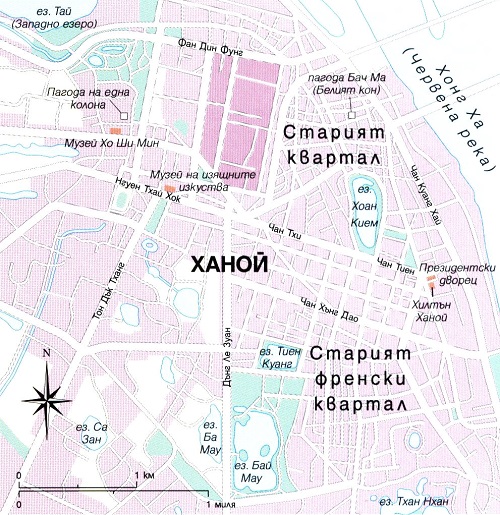 ез. Тай
(Западно езеро)
Фан Дин Фунг
Хонг Ха
(Червена река)
Пагода на една
колона
пагода Бач Ма
(Белият кон)
Музей Хо Ши Мин
Старият
квартал
Музей на изящните
изкуства
Нгуен Тхай Хок
ез.
Хоан
Кием
Чан Куанг Хай
Чан Тхи
Чан Тиен
ХАНОЙ
Президентски
дворец
Хилтън
Ханой
Тон Дък Тханг
Чан Хънг Дао
Дънг Ле Зуан
ез. Тиен
Куанг
Старият
френски
квартал
N
ез. Са
Зан
ез.
Ба
Мау
ез. Бай
Мау
ез. Тхан Нхан
0
1 км
0
1 миля